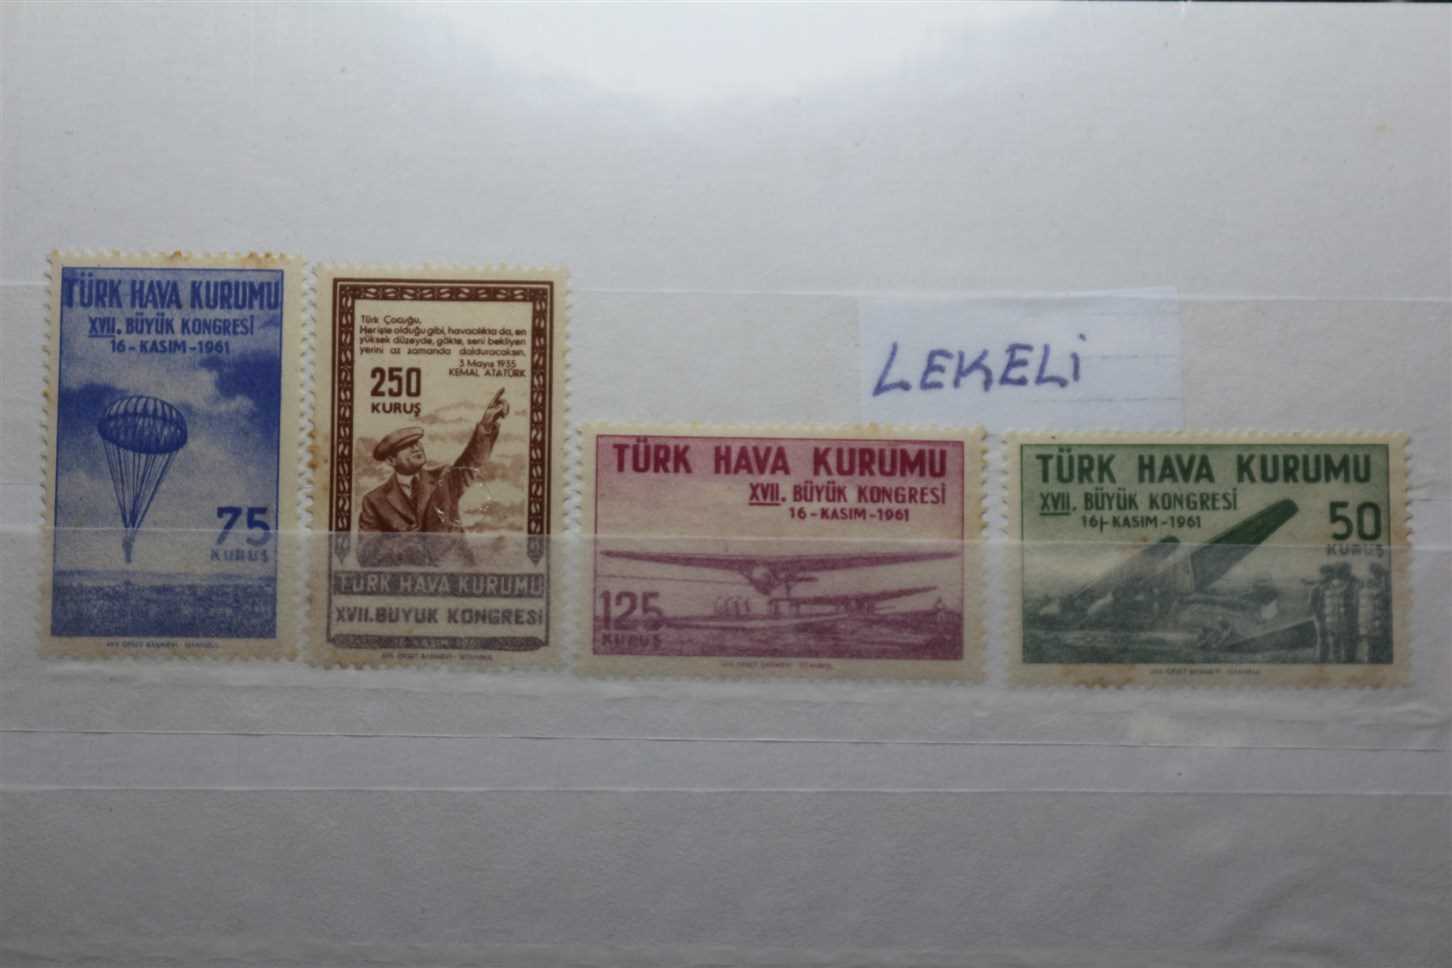 TÜRK HAVA KURUMU
XVII. BÜYÜK KONGRESİ
16-KASIM-1961
75
KURUŞ
Türk Çocuğu,
Her işte olduğu gibi, havacılıkta da, en
yüksek düzeyde, gökte, seni bekliyen
yerini az zamanda dolduracaksın.
3 Mayıs 1935
KEMAL ATATÜRK
250
KURUŞ
TÜRK HAVA KURUMU
XVII. BÜYÜK KONGRESİ
LEKELİ
TÜRK HAVA KURUMU
XVII. BÜYÜK KONGRESİ
16-KASIM-1961
125
KURUŞ
TÜRK HAVA KURUMU
XVII. BÜYÜK KONGRESİ
16-KASIM-1961
50
KURUŞ